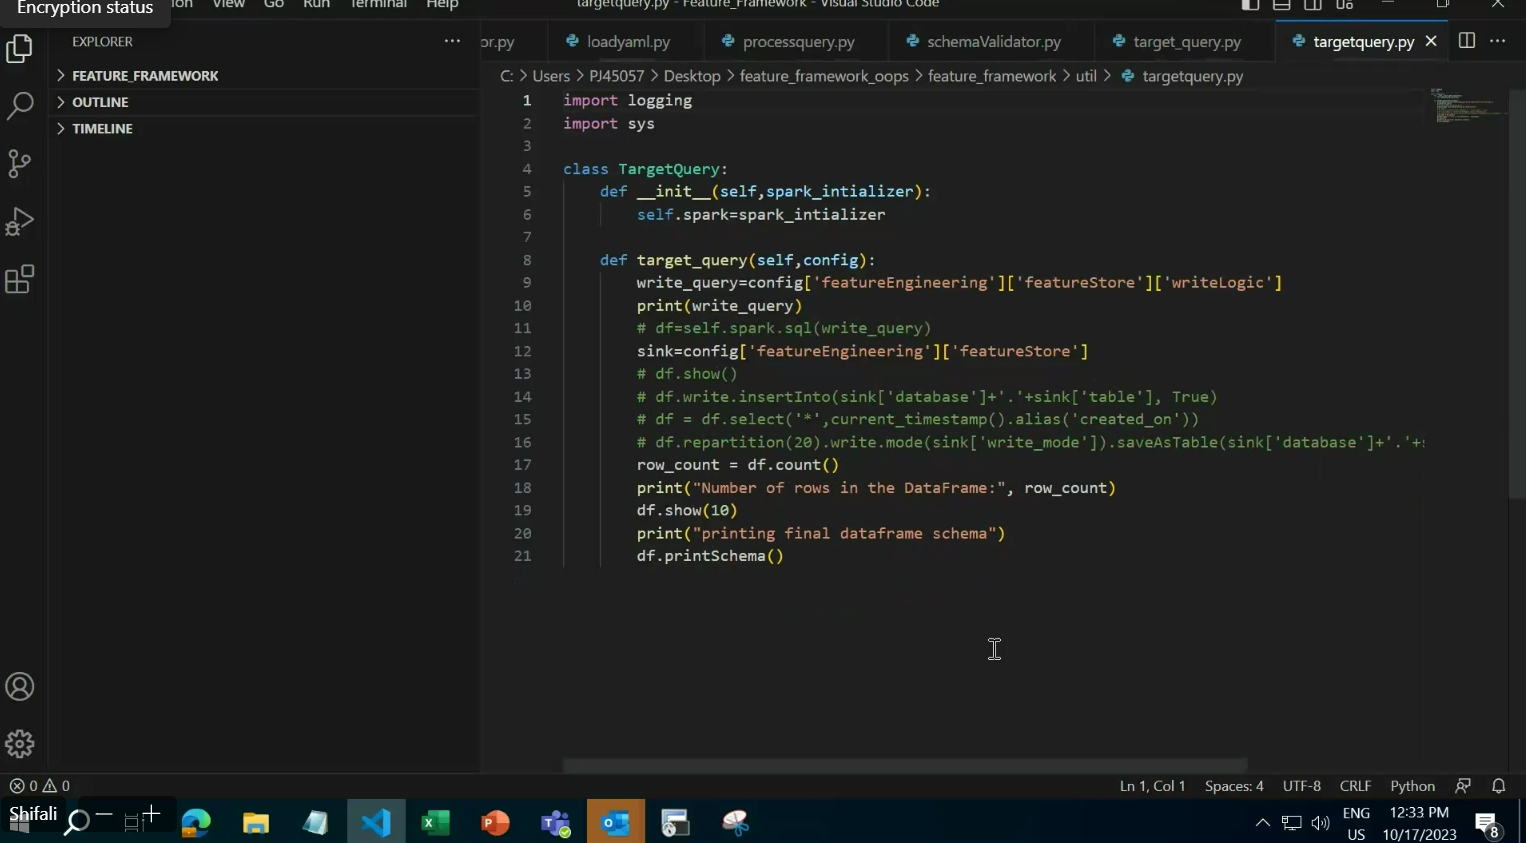 Encryption status
View Go Run Terminal Help
targetquery.py - Feature_Framework - Visual Studio Code
EXPLORER
or.py loadyaml.py processquery.py schemaValidator.py target_query.py targetquery.py
FEATURE_FRAMEWORK
OUTLINE
TIMELINE
C: > Users > PJ45057 > Desktop > feature_framework_oops > feature_framework > util > targetquery.py
1 import logging
2 import sys
3
4 class TargetQuery:
5 def __init__(self,spark_intializer):
6 self.spark=spark_intializer
7
8 def target_query(self,config):
9 write_query=config['featureEngineering']['featureStore']['writeLogic']
10 print(write_query)
11 # df=self.spark.sql(write_query)
12 sink=config['featureEngineering']['featureStore']
13 # df.show()
14 # df.write.insertInto(sink['database']+'.'+sink['table'], True)
15 # df = df.select('*',current_timestamp().alias('created_on'))
16 # df.repartition(20).write.mode(sink['write_mode']).saveAsTable(sink['database']+'.'+
17 row_count = df.count()
18 print("Number of rows in the DataFrame:", row_count)
19 df.show(10)
20 print("printing final dataframe schema")
21 df.printSchema()
0 0
Ln 1, Col 1 Spaces: 4 UTF-8 CRLF Python
Shifali
ENG
US
12:33 PM
10/17/2023
8